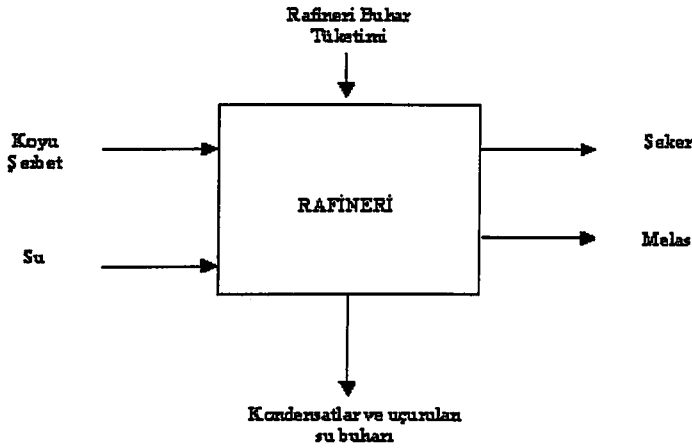 Rafineri Buhar
Tüketimi
Koyu
Şerbet
Şeker
RAFİNERİ
Su
Melas
Kondensatlar ve uçurulan
su buharı